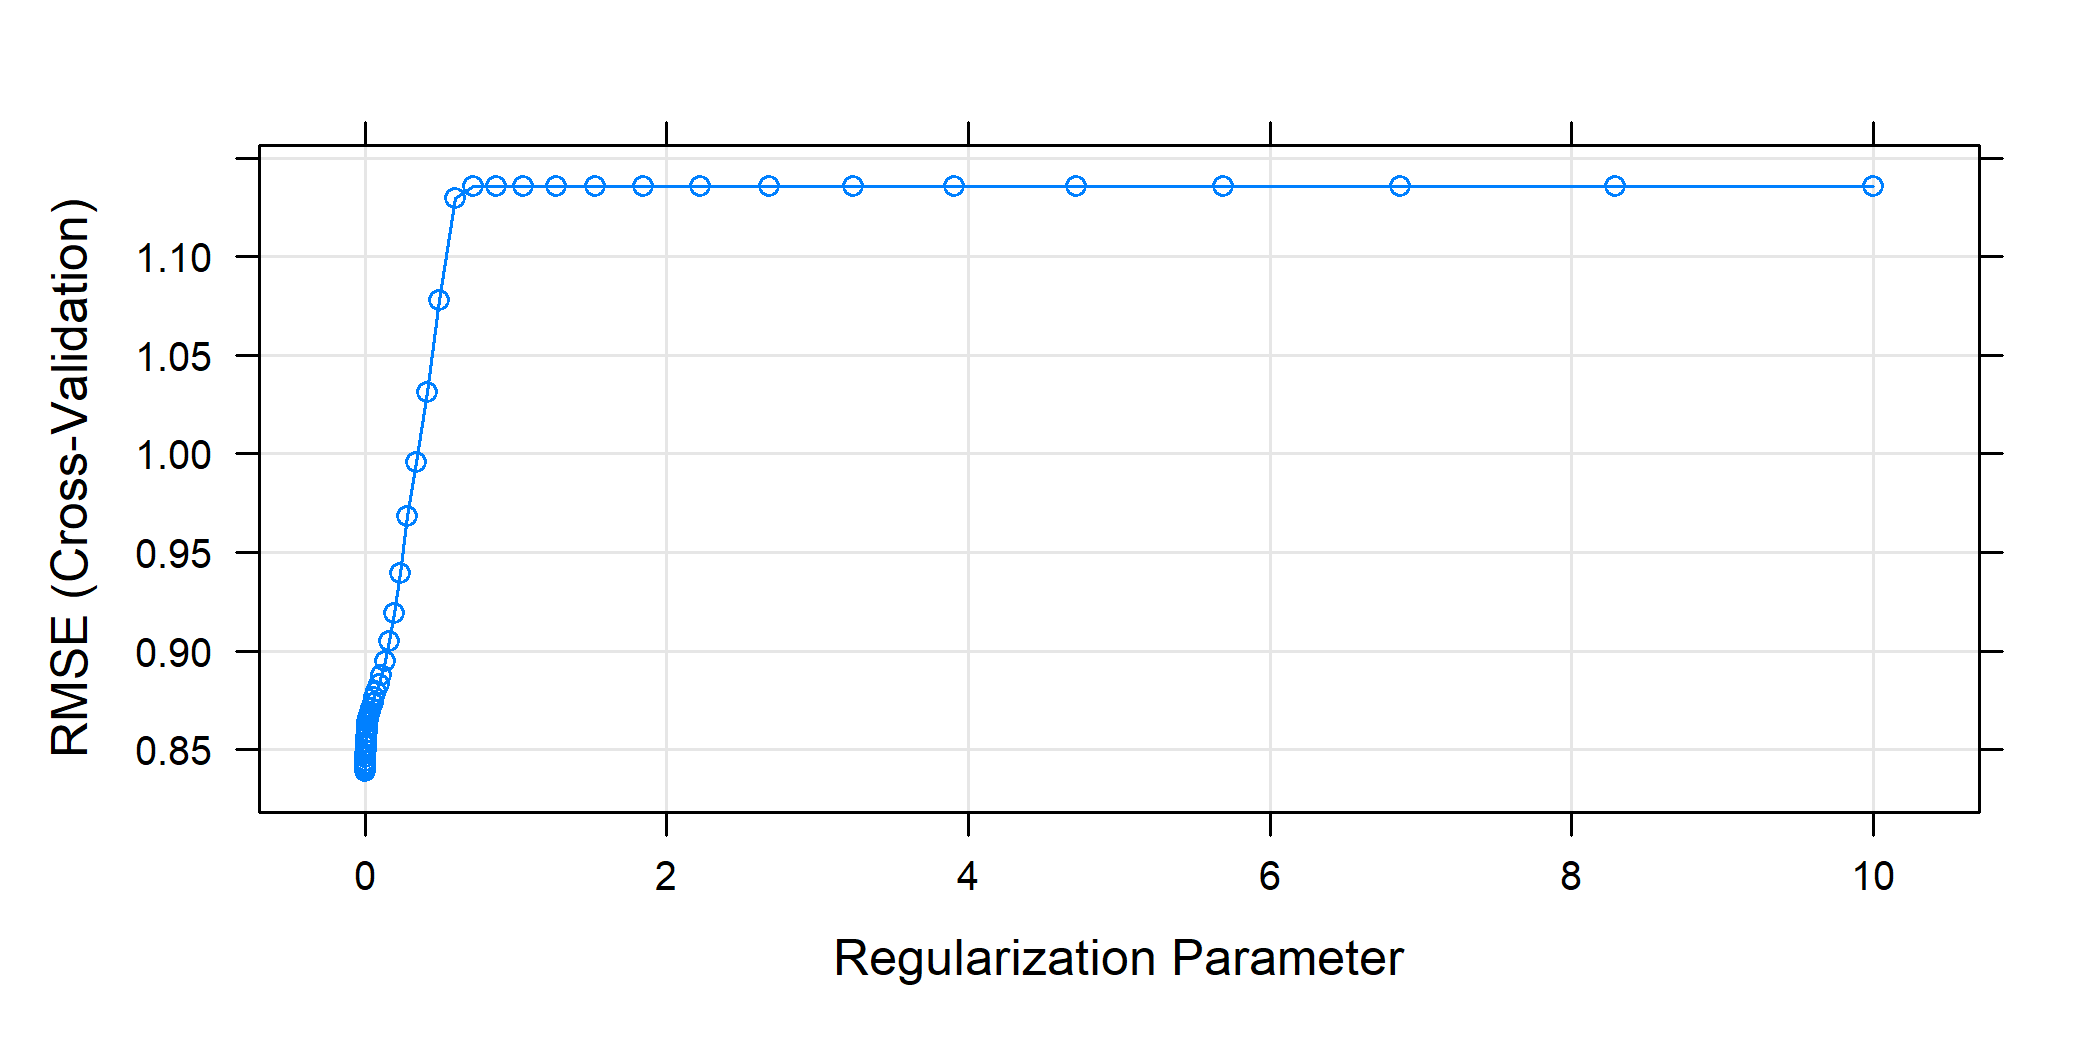 RMSE (Cross-Validation)
1.10
1.05
1.00
0.95
0.90
0.85
0 2 4 6 8 10
Regularization Parameter